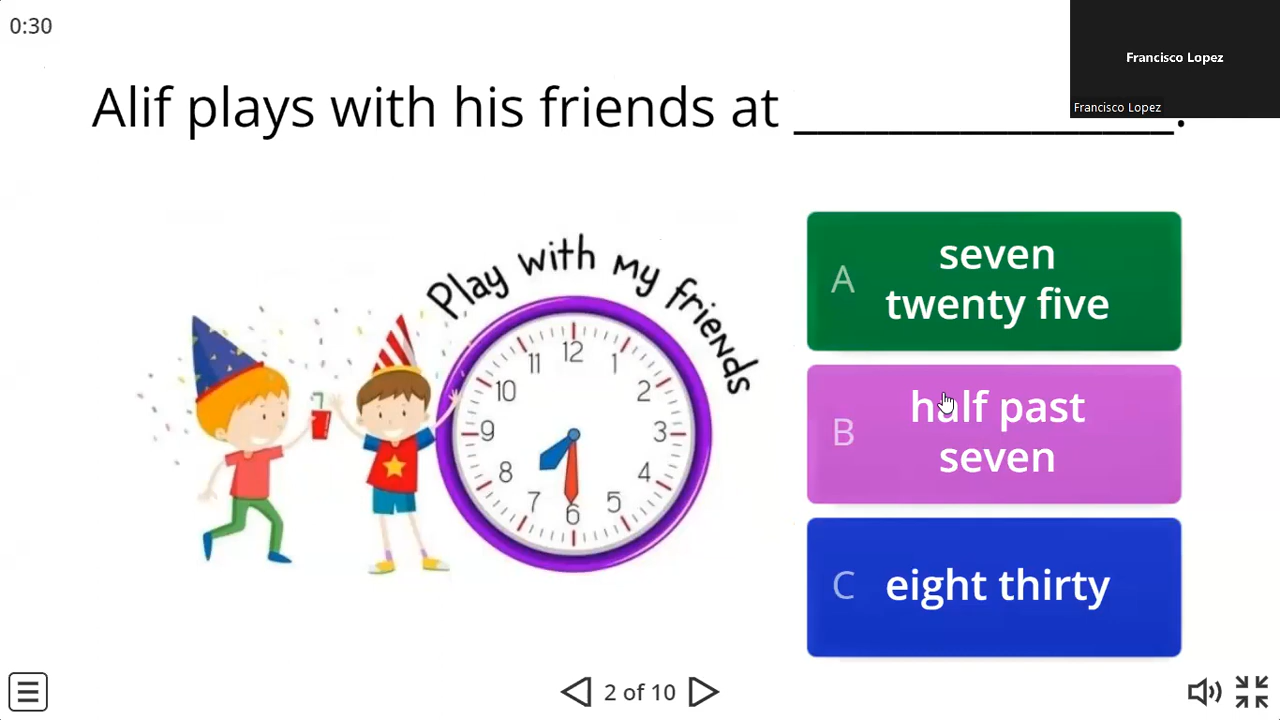 0:30
Francisco Lopez
Francisco Lopez
Alif plays with his friends at ________________.
Play with my friends
12
1
2
3
4
5
6
7
8
9
10
11
A
seven
twenty five
B
half past
seven
C
eight thirty
2 of 10